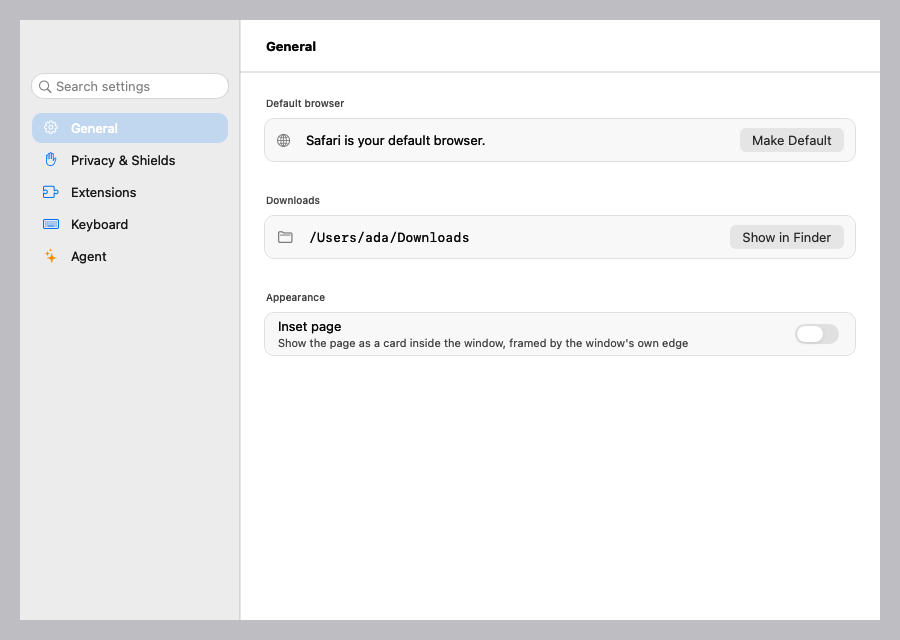 General
Search settings
General
Privacy & Shields
Extensions
Keyboard
Agent
Default browser
Safari is your default browser.
Make Default
Downloads
/Users/ada/Downloads
Show in Finder
Appearance
Inset page
Show the page as a card inside the window, framed by the window's own edge